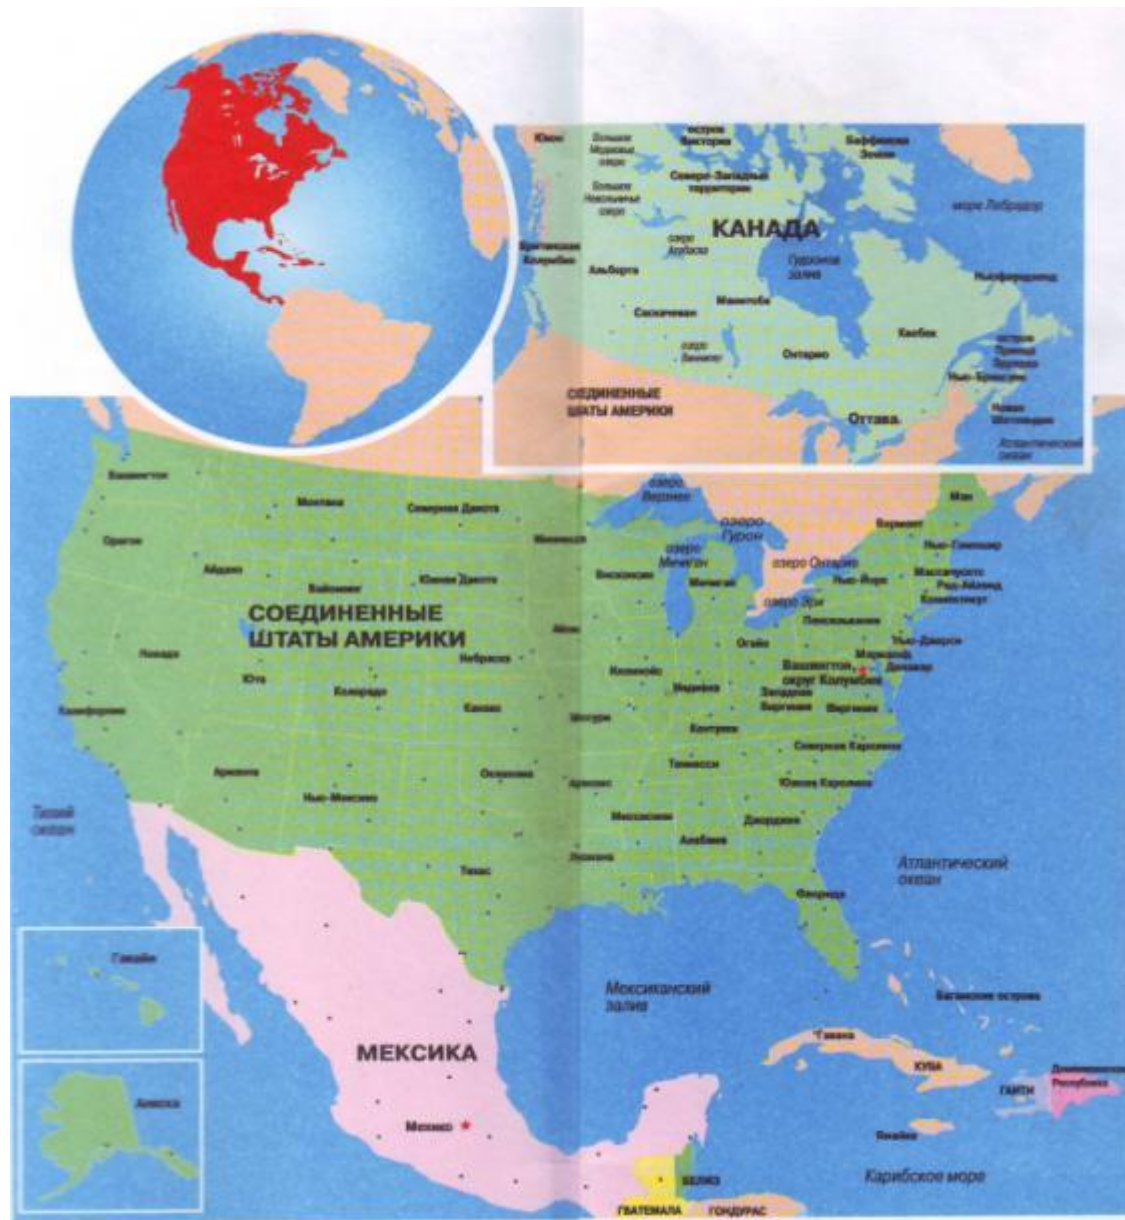 Юкон
Большое
Медвежье
озеро
остров
Виктория
Баффинова
Земля
Северо-Западные
территории
Большое
Невольничье
озеро
море Лабрадор
КАНАДА
озеро
Атабаска
Гудзонов
залив
Британская
Колумбия
Альберта
Ньюфаундленд
Манитоба
Саскачеван
Квебек
озеро
Виннипег
Онтарио
остров
Принца
Эдуарда
Нью-Брансуик
СОЕДИНЕННЫЕ
ШТАТЫ АМЕРИКИ
Оттава
Новая
Шотландия
Атлантический
океан
Вашингтон
Монтана
Северная Дакота
озеро
Верхнее
Мэн
озеро
Гурон
Вермонт
Орегон
Миннесота
Нью-Гэмпшир
озеро
Мичиган
озеро Онтарио
Айдахо
Вайоминг
Южная Дакота
Висконсин
Мичиган
Нью-Йорк
Массачусетс
Род-Айленд
Коннектикут
озеро Эри
СОЕДИНЕННЫЕ
ШТАТЫ АМЕРИКИ
Пенсильвания
Айова
Огайо
Нью-Джерси
Невада
Небраска
Мэриленд
Вашингтон,
округ Колумбия
Делавэр
Юта
Колорадо
Иллинойс
Индиана
Западная
Виргиния
Виргиния
Калифорния
Канзас
Миссури
Кентукки
Северная Каролина
Аризона
Оклахома
Теннесси
Арканзас
Южная Каролина
Нью-Мексико
Тихий
океан
Миссисипи
Алабама
Джорджия
Техас
Луизиана
Атлантический
океан
Флорида
Гавайи
Мексиканский
залив
Багамские острова
МЕКСИКА
Гавана
КУБА
Доминиканская
Республика
ГАИТИ
Аляска
Мехико
Ямайка
БЕЛИЗ
Карибское море
ГВАТЕМАЛА
ГОНДУРАС